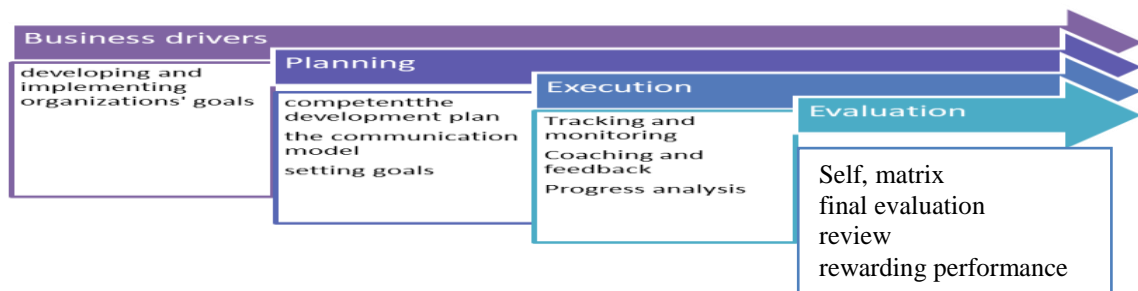 Business drivers
developing and
implementing
organizations' goals
Planning
competentthe
development plan
the communication
model
setting goals
Execution
Tracking and
monitoring
Coaching and
feedback
Progress analysis
Evaluation
Self, matrix
final evaluation
review
rewarding performance